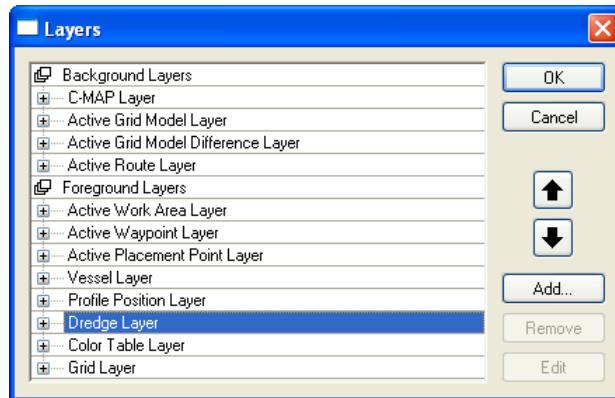 Layers
Background Layers
C-MAP Layer
Active Grid Model Layer
Active Grid Model Difference Layer
Active Route Layer
Foreground Layers
Active Work Area Layer
Active Waypoint Layer
Active Placement Point Layer
Vessel Layer
Profile Position Layer
Dredge Layer
Color Table Layer
Grid Layer
OK
Cancel
Add...
Remove
Edit